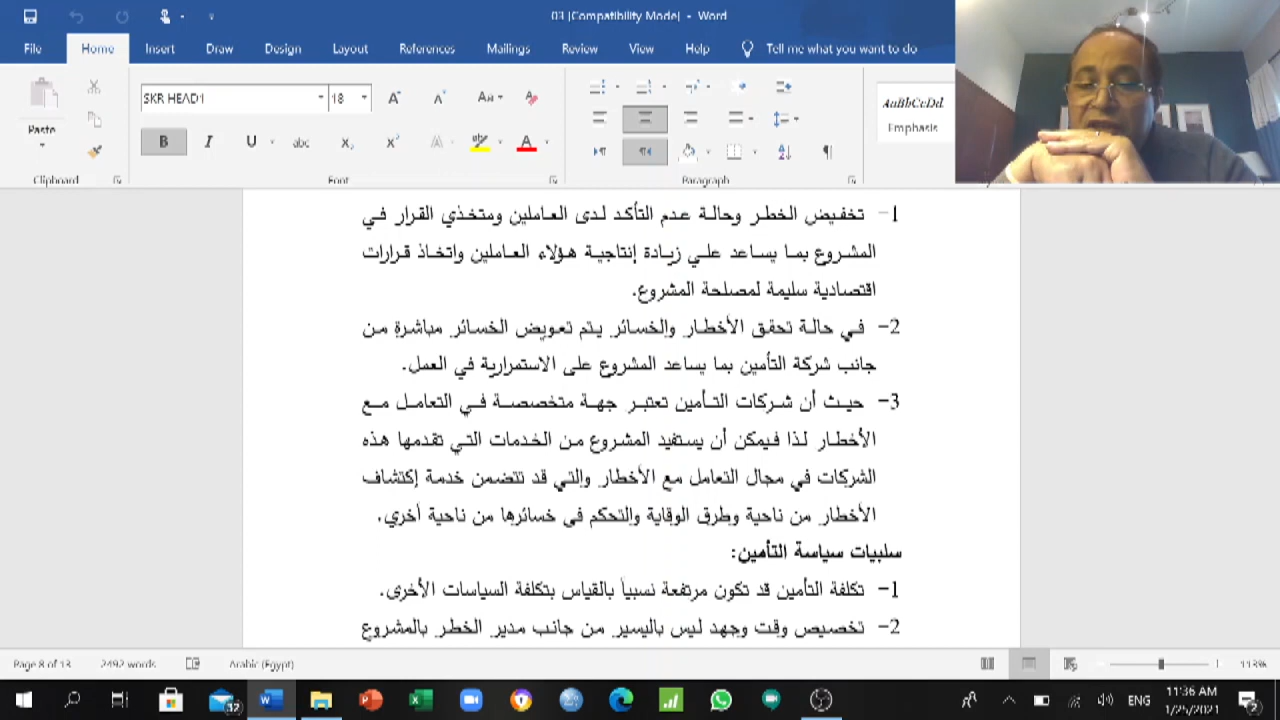 03 [Compatibility Mode] - Word
File Home Insert Draw Design Layout References Mailings Review View Help Tell me what you want to do
SKR HEAD1 18
AaBbCcDd
Paste
Emphasis
Clipboard Font Paragraph
1- تخفيض الخطر وحالة عدم التأكد لدى العاملين ومتخذي القرار في
المشروع بما يساعد علي زيادة إنتاجية هؤلاء العاملين واتخاذ قرارات
اقتصادية سليمة لمصلحة المشروع.
2- في حالة تحقق الأخطار والخسائر يتم تعويض الخسائر مباشرة من
جانب شركة التأمين بما يساعد المشروع على الاستمرارية في العمل.
3- حيث أن شركات التأمين تعتبر جهة متخصصة في التعامل مع
الأخطار لذا فيمكن أن يستفيد المشروع من الخدمات التي تقدمها هذه
الشركات في مجال التعامل مع الأخطار والتي قد تتضمن خدمة إكتشاف
الأخطار من ناحية وطرق الوقاية والتحكم في خسائرها من ناحية أخري.
سلبيات سياسة التأمين:
1- تكلفة التأمين قد تكون مرتفعة نسبياً بالقياس بتكلفة السياسات الأخرى.
2- تخصيص وقت وجهد ليس باليسير من جانب مدير الخطر بالمشروع
Page 8 of 13 2492 words Arabic (Egypt) 113%
ENG 11:36 AM
1/25/2021